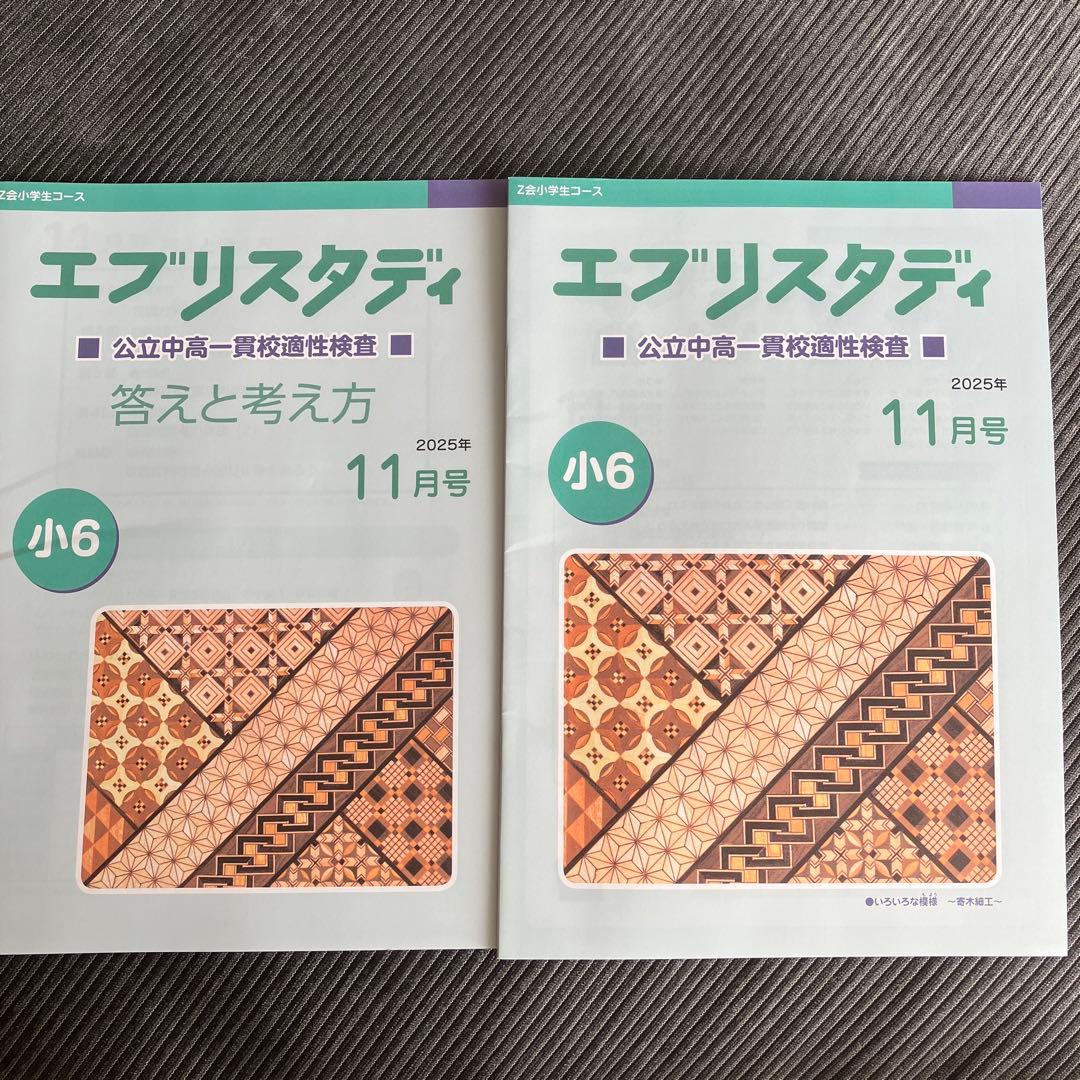 Z会小学生コース
エブリスタディ
■ 公立中高一貫校適性検査 ■
答えと考え方
2025年
11月号
小6
Z会小学生コース
エブリスタディ
■ 公立中高一貫校適性検査 ■
2025年
11月号
小6
●いろいろな模様 ～寄木細工～